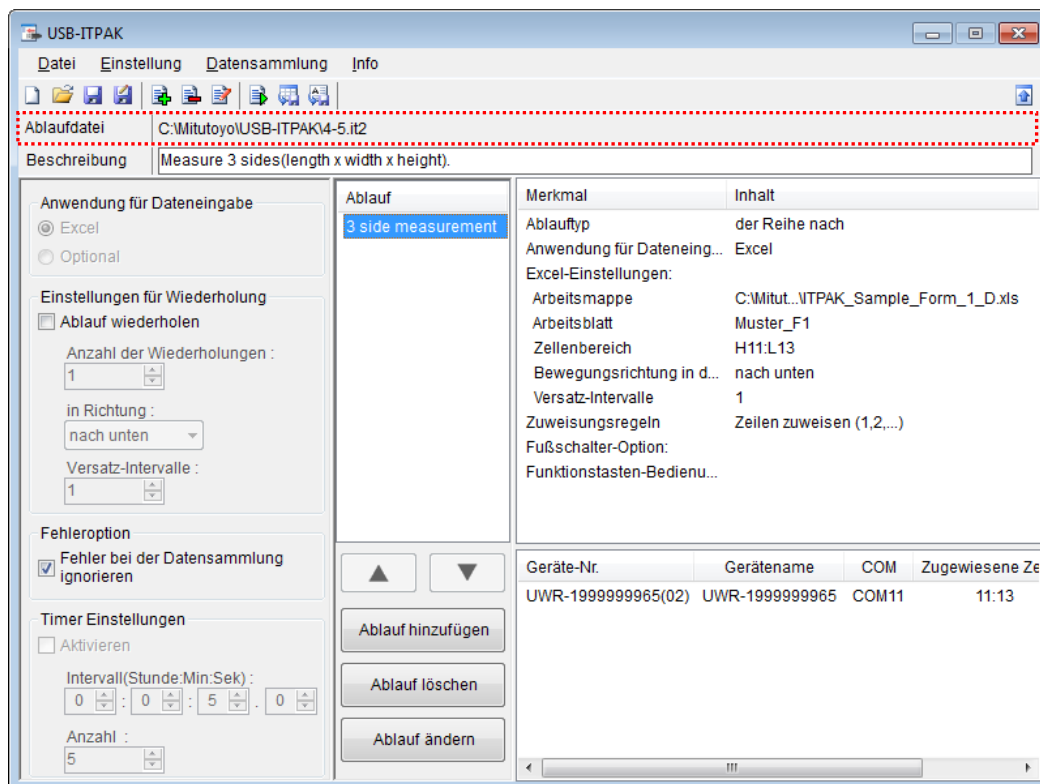 USB-ITPAK
Datei Einstellung Datensammlung Info
Ablaufdatei C:\Mitutoyo\USB-ITPAK\4-5.it2
Beschreibung Measure 3 sides(length x width x height).
Anwendung für Dateneingabe
Excel
Optional
Einstellungen für Wiederholung
Ablauf wiederholen
Anzahl der Wiederholungen :
1
in Richtung :
nach unten
Versatz-Intervalle :
1
Fehleroption
Fehler bei der Datensammlung
ignorieren
Timer Einstellungen
Aktivieren
Intervall(Stunde:Min:Sek) :
0 : 0 : 5 . 0
Anzahl :
5
Ablauf
3 side measurement
Ablauf hinzufügen
Ablauf löschen
Ablauf ändern
Merkmal Inhalt
Ablauftyp der Reihe nach
Anwendung für Dateneing... Excel
Excel-Einstellungen:
Arbeitsmappe C:\Mitut...\ITPAK_Sample_Form_1_D.xls
Arbeitsblatt Muster_F1
Zellenbereich H11:L13
Bewegungsrichtung in d... nach unten
Versatz-Intervalle 1
Zuweisungsregeln Zeilen zuweisen (1,2,...)
Fußschalter-Option:
Funktionstasten-Bedienu...
Geräte-Nr. Gerätename COM Zugewiesene Ze
UWR-1999999965(02) UWR-1999999965 COM11 11:13